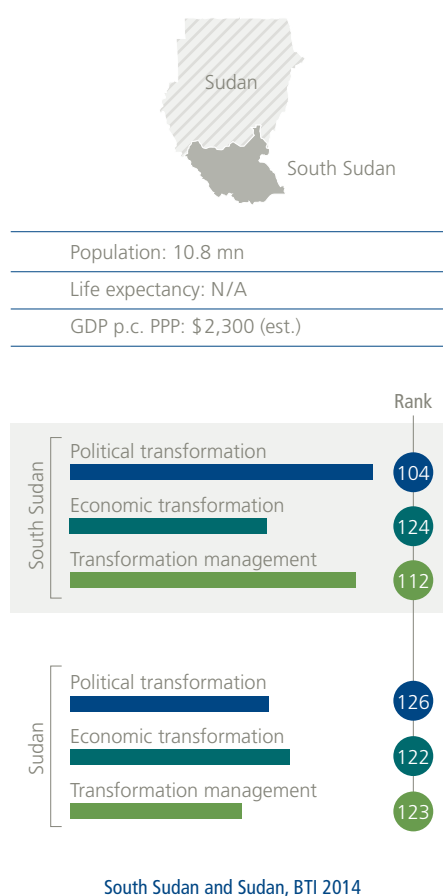 Sudan
South Sudan
Population: 10.8 mn
Life expectancy: N/A
GDP p.c. PPP: $2,300 (est.)
Rank
South Sudan
Political transformation
104
Economic transformation
124
Transformation management
112
Sudan
Political transformation
126
Economic transformation
122
Transformation management
123
South Sudan and Sudan, BTI 2014